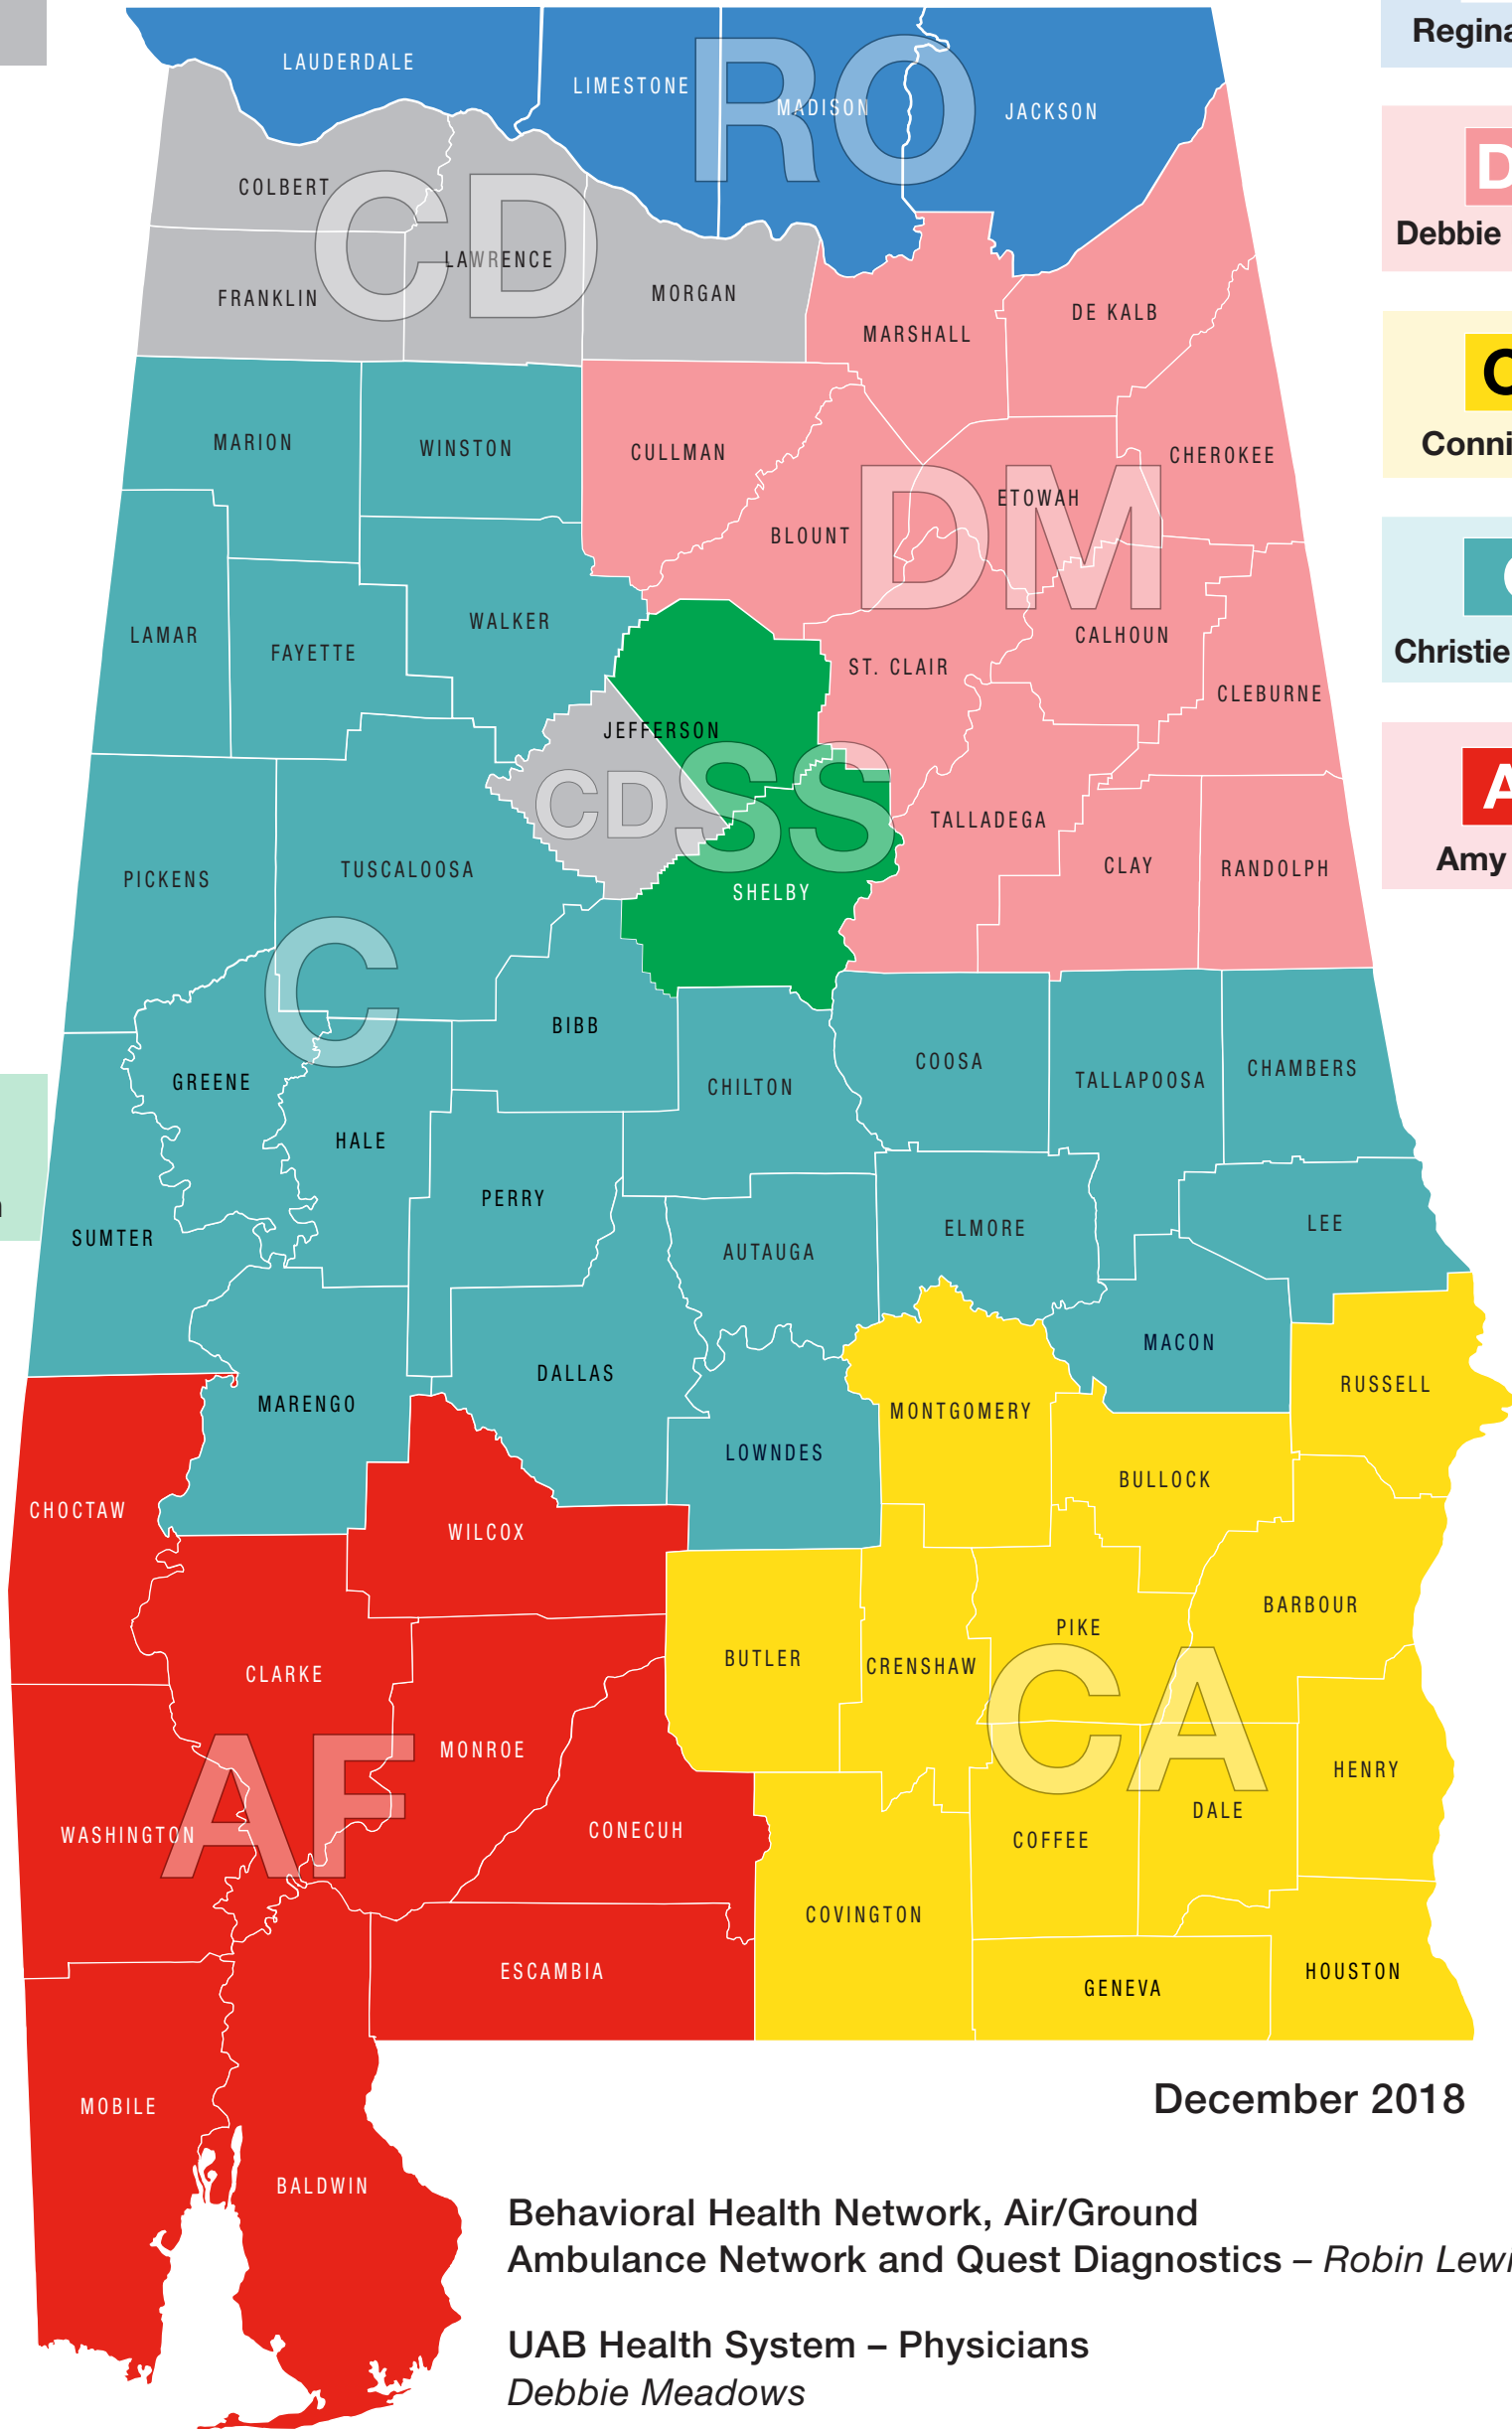 LAUDERDALE
LIMESTONE
MADISON
JACKSON
RO
COLBERT
FRANKLIN
LAWRENCE
MORGAN
CD
MARSHALL
DE KALB
MARION
WINSTON
CULLMAN
CHEROKEE
BLOUNT
ETOWAH
DM
LAMAR
FAYETTE
WALKER
ST. CLAIR
CALHOUN
CLEBURNE
JEFFERSON
CD
SS
SHELBY
TALLADEGA
CLAY
RANDOLPH
PICKENS
TUSCALOOSA
C
BIBB
GREENE
HALE
CHILTON
COOSA
TALLAPOOSA
CHAMBERS
SUMTER
PERRY
AUTAUGA
ELMORE
LEE
MARENGO
DALLAS
LOWNDES
MACON
MONTGOMERY
RUSSELL
BULLOCK
CHOCTAW
WILCOX
CLARKE
BUTLER
CRENSHAW
PIKE
BARBOUR
CA
MONROE
AF
WASHINGTON
CONECUH
COFFEE
DALE
HENRY
COVINGTON
ESCAMBIA
GENEVA
HOUSTON
MOBILE
BALDWIN
D
Debbie
Christie
A
Amy
December 2018
Behavioral Health Network, Air/Ground
Ambulance Network and Quest Diagnostics – Robin
UAB Health System – Physicians
Debbie Meadows